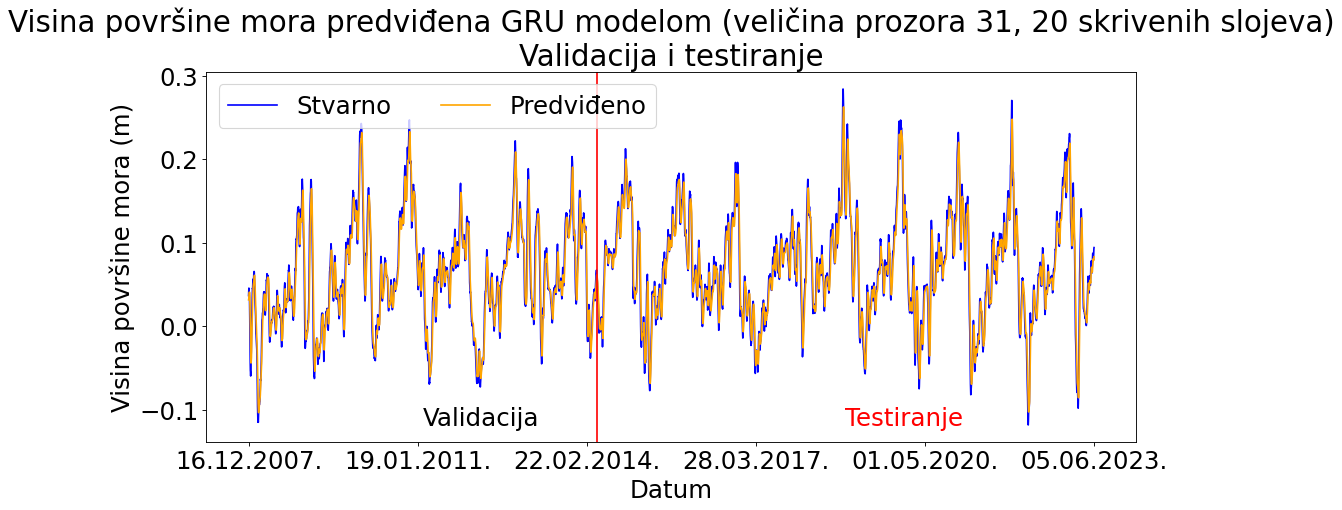 Visina površine mora predviđena GRU modelom (veličina prozora 31, 20 skrivenih slojeva)
Validacija i testiranje
Stvarno
Predviđeno
Visina površine mora (m)
0.3
0.2
0.1
0.0
−0.1
Validacija
Testiranje
16.12.2007.
19.01.2011.
22.02.2014.
28.03.2017.
01.05.2020.
05.06.2023.
Datum